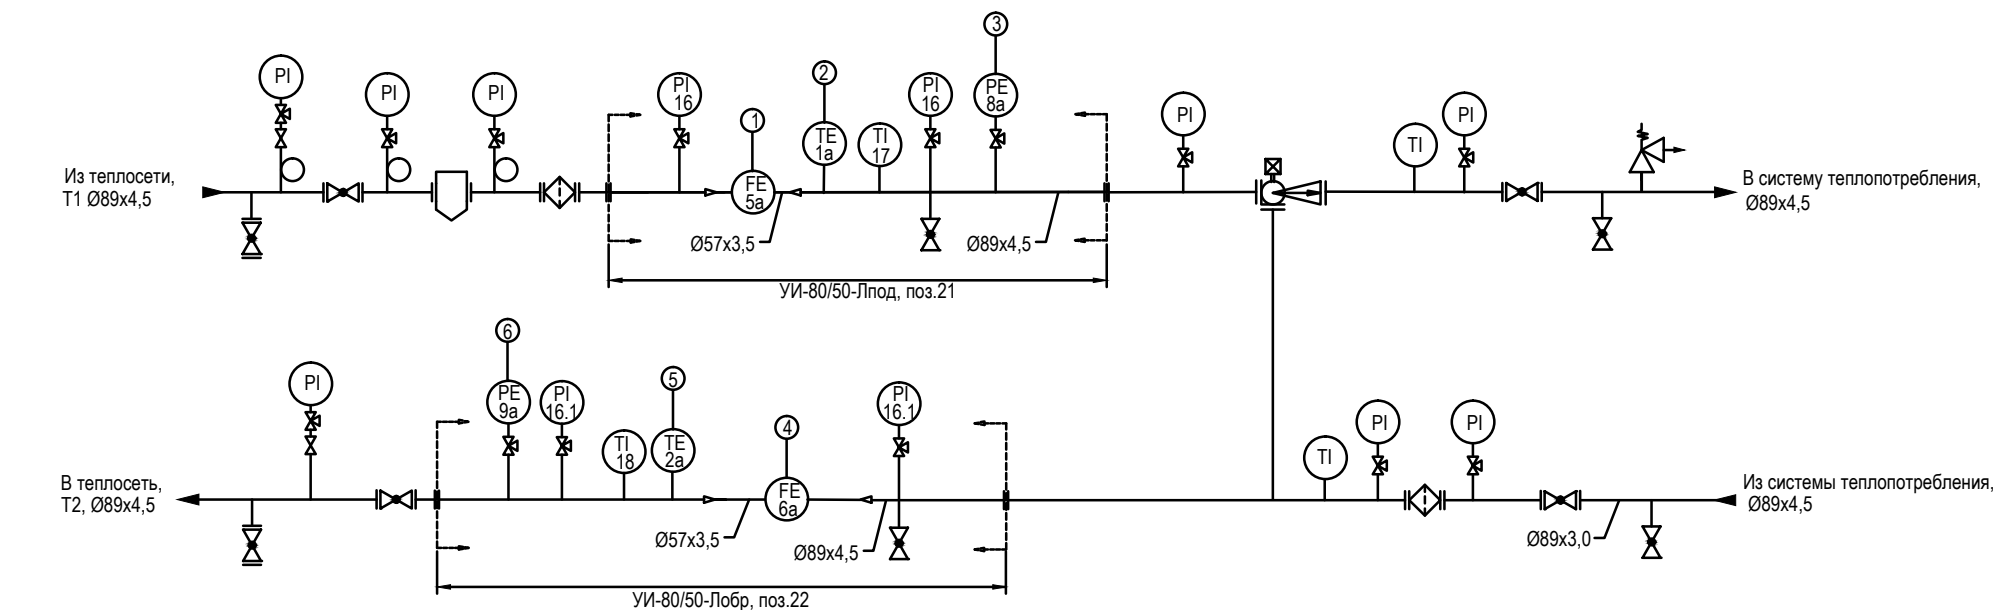 3
2
PI
PI
PI
PI
16
PI
16
PE
8a
1
PI
PI
TE
1a
TI
17
TI
Из теплосети,
T1 Ø89x4,5
FE
5a
В систему теплопотребления,
Ø89x4,5
Ø57x3,5
Ø89x4,5
УИ-80/50-Лпод, поз.21
6
5
PI
PE
9a
PI
16.1
PI
16.1
4
PI
PI
TI
18
TE
2a
TI
В теплосеть,
T2, Ø89x4,5
FE
6a
Из системы теплопотребления,
Ø89x4,5
Ø57x3,5
Ø89x4,5
Ø89x3,0
УИ-80/50-Лобр, поз.22